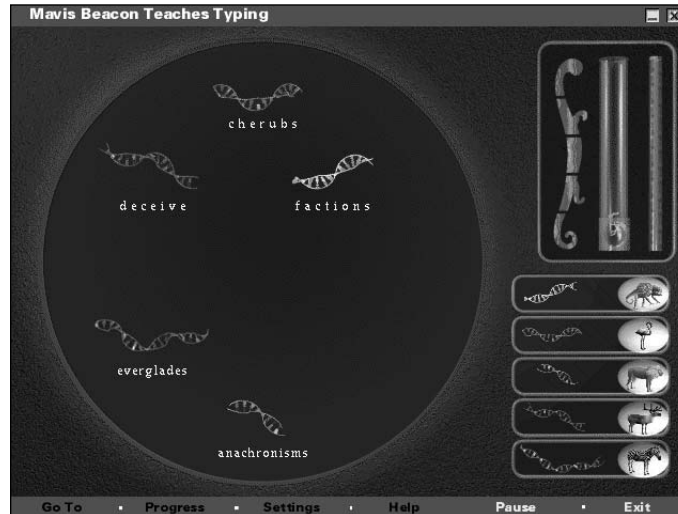 Mavis Beacon Teaches Typing
cherubs
deceive
factions
everglades
anachronisms
Go To
Progress
Settings
Help
Pause
Exit